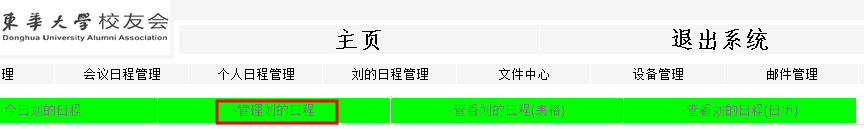 東華大學校友会
Donghua University Alumni Association
主页 退出系统
理 会议日程管理 个人日程管理 刘的日程管理 文件中心 设备管理 邮件管理
-今日刘的日程 -管理刘的日程 -查看刘的日程(表格) -查看刘的日程(日历)